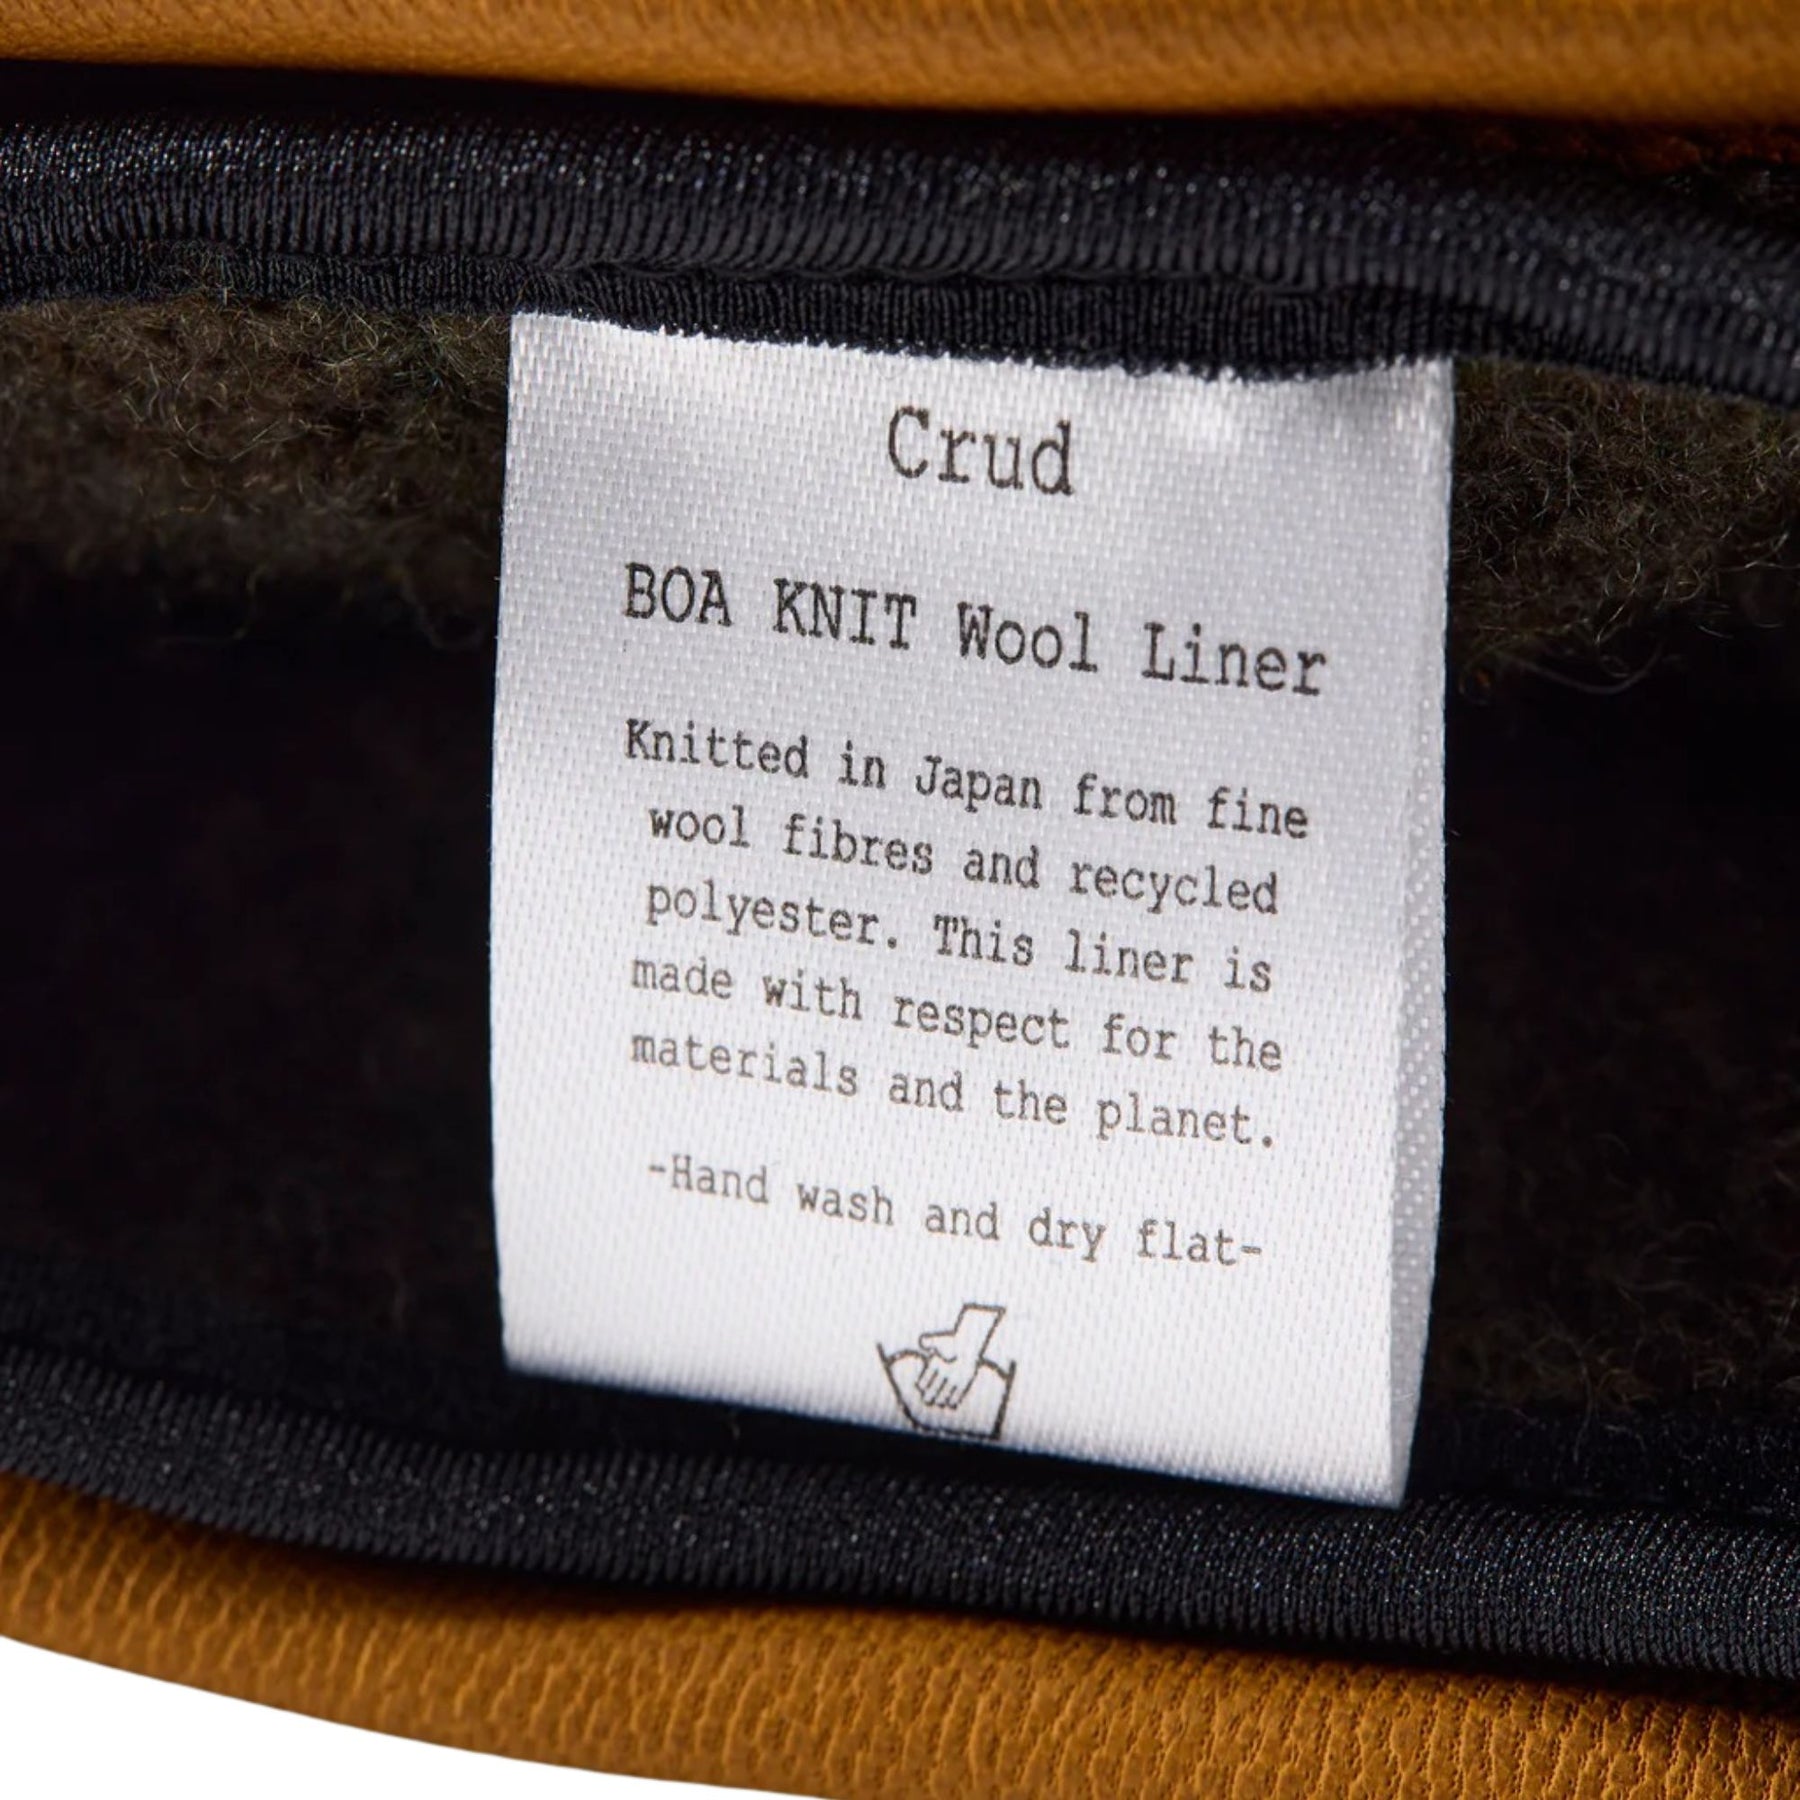 Crud
BOA KNIT Wool Liner
Knitted in Japan from fine
wool fibres and recycled
polyester. This liner is
made with respect for the
materials and the planet.
-Hand wash and dry flat-